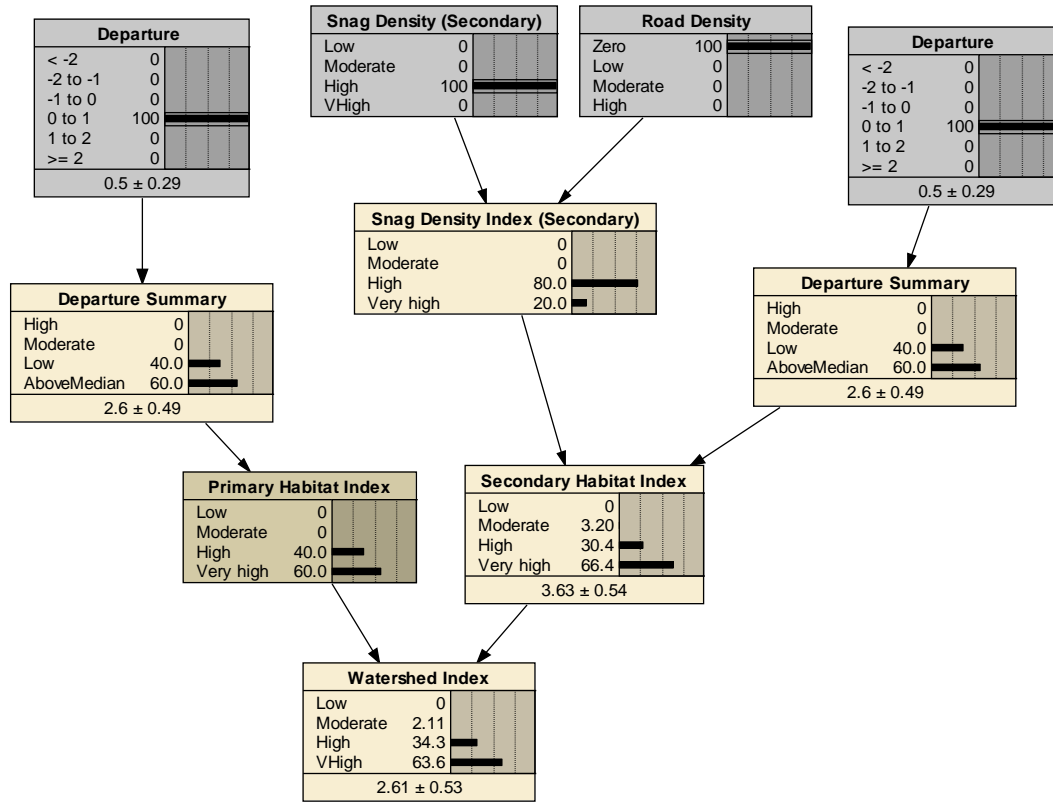 Departure
< -2 0
-2 to -1 0
-1 to 0 0
0 to 1 100
1 to 2 0
>= 2 0
0.5 ± 0.29
Snag Density (Secondary)
Low 0
Moderate 0
High 100
VHigh 0
Road Density
Zero 100
Low 0
Moderate 0
High 0
Departure
< -2 0
-2 to -1 0
-1 to 0 0
0 to 1 100
1 to 2 0
>= 2 0
0.5 ± 0.29
Snag Density Index (Secondary)
Low 0
Moderate 0
High 80.0
Very high 20.0
Departure Summary
High 0
Moderate 0
Low 40.0
AboveMedian 60.0
2.6 ± 0.49
Departure Summary
High 0
Moderate 0
Low 40.0
AboveMedian 60.0
2.6 ± 0.49
Primary Habitat Index
Low 0
Moderate 0
High 40.0
Very high 60.0
Secondary Habitat Index
Low 0
Moderate 3.20
High 30.4
Very high 66.4
3.63 ± 0.54
Watershed Index
Low 0
Moderate 2.11
High 34.3
VHigh 63.6
2.61 ± 0.53